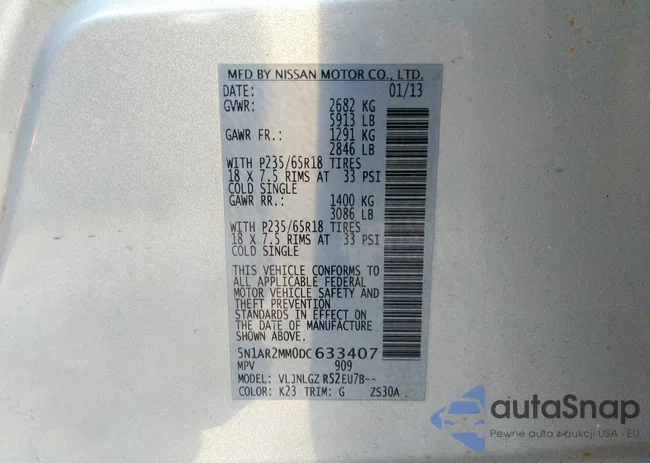 MFD BY NISSAN MOTOR CO., LTD.
DATE: 01/13
GVWR: 2682 KG
5913 LB
GAWR FR.: 1291 KG
2846 LB
WITH P235/65R18 TIRES
18 X 7.5 RIMS AT 33 PSI
COLD SINGLE
GAWR RR.: 1400 KG
3086 LB
WITH P235/65R18 TIRES
18 X 7.5 RIMS AT 33 PSI
COLD SINGLE
THIS VEHICLE CONFORMS TO
ALL APPLICABLE FEDERAL
MOTOR VEHICLE SAFETY AND
THEFT PREVENTION
STANDARDS IN EFFECT ON
THE DATE OF MANUFACTURE
SHOWN ABOVE.
5N1AR2MM0DC633407
MPV 909
MODEL: VLJNLGZ R52EU7B--
COLOR: K23 TRIM: G ZS30A
autaSnap
Pewne auta z aukcji USA - EU